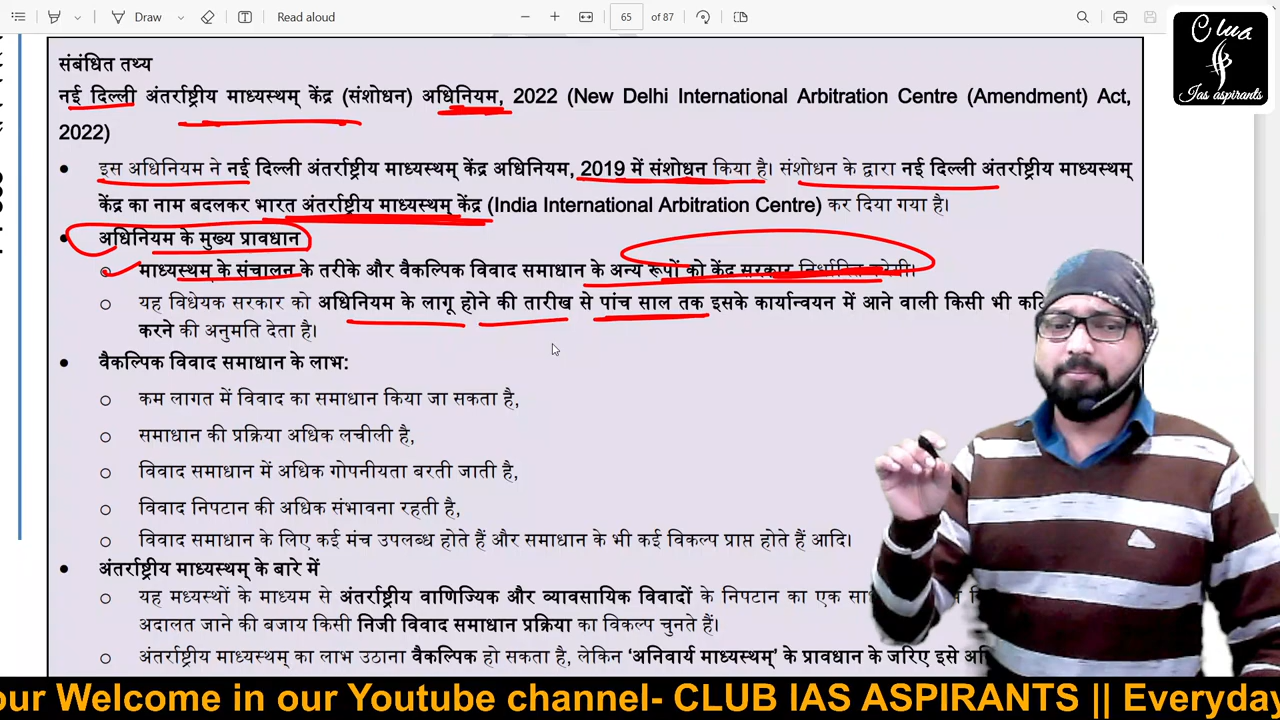 Draw
Read aloud
65 of 87
Club
Ias aspirants
संबंधित तथ्य
नई दिल्ली अंतर्राष्ट्रीय माध्यस्थम् केंद्र (संशोधन) अधिनियम, 2022 (New Delhi International Arbitration Centre (Amendment) Act,
2022)
• इस अधिनियम ने नई दिल्ली अंतर्राष्ट्रीय माध्यस्थम् केंद्र अधिनियम, 2019 में संशोधन किया है। संशोधन के द्वारा नई दिल्ली अंतर्राष्ट्रीय माध्यस्थम्
केंद्र का नाम बदलकर भारत अंतर्राष्ट्रीय माध्यस्थम् केंद्र (India International Arbitration Centre) कर दिया गया है।
• अधिनियम के मुख्य प्रावधान
o माध्यस्थम् के संचालन के तरीके और वैकल्पिक विवाद समाधान के अन्य रूपों को केंद्र सरकार निर्धारित करेगी।
o यह विधेयक सरकार को अधिनियम के लागू होने की तारीख से पांच साल तक इसके कार्यान्वयन में आने वाली किसी भी
करने की अनुमति देता है।
• वैकल्पिक विवाद समाधान के लाभ:
o कम लागत में विवाद का समाधान किया जा सकता है,
o समाधान की प्रक्रिया अधिक लचीली है,
o विवाद समाधान में अधिक गोपनीयता बरती जाती है,
o विवाद निपटान की अधिक संभावना रहती है,
o विवाद समाधान के लिए कई मंच उपलब्ध होते हैं और समाधान के भी कई विकल्प प्राप्त होते हैं आदि।
• अंतर्राष्ट्रीय माध्यस्थम् के बारे में
o यह मध्यस्थों के माध्यम से अंतर्राष्ट्रीय वाणिज्यिक और व्यावसायिक विवादों के निपटान का एक
अदालत जाने की बजाय किसी निजी विवाद समाधान प्रक्रिया का विकल्प चुनते हैं।
o अंतर्राष्ट्रीय माध्यस्थम् का लाभ उठाना वैकल्पिक हो सकता है, लेकिन 'अनिवार्य माध्यस्थम्' के प्रावधान के जरिए इसे
our Welcome in our Youtube channel- CLUB IAS ASPIRANTS || Everyday